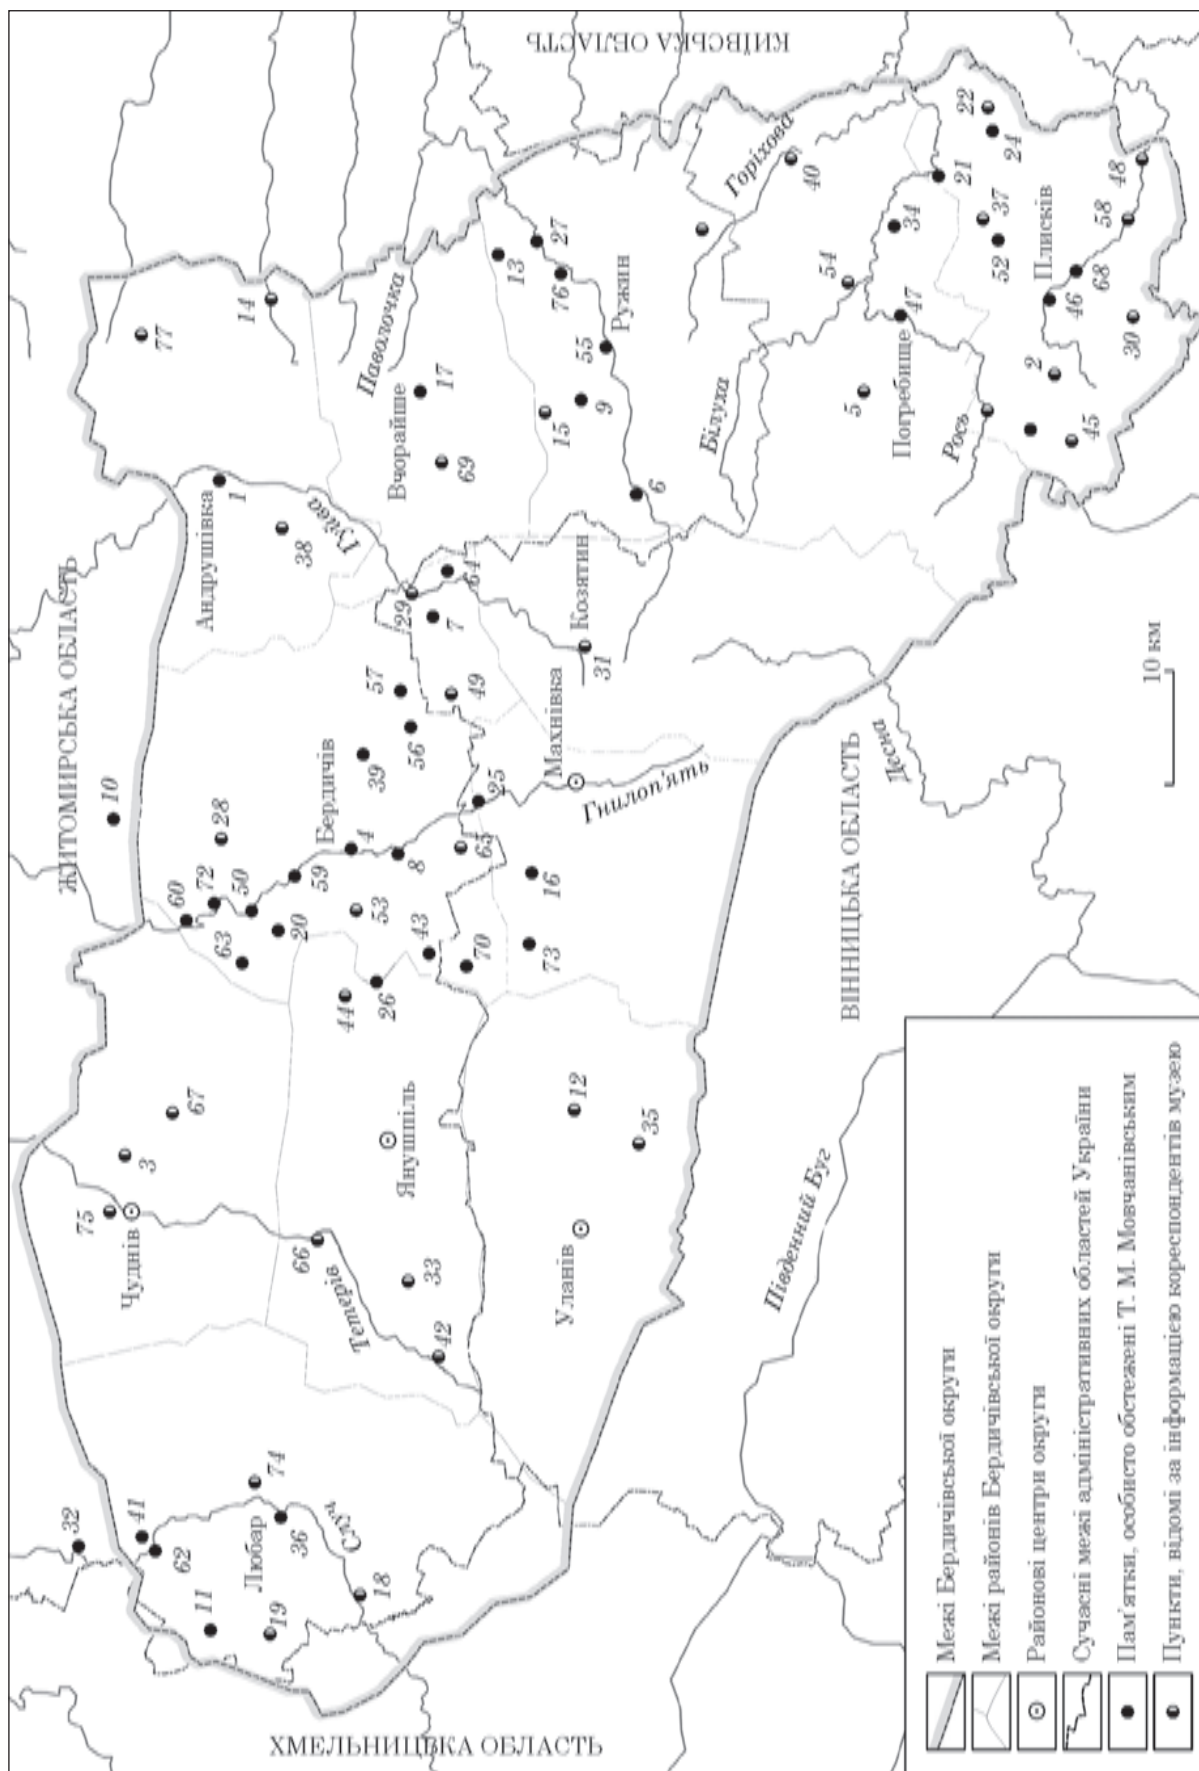 ЖИТОМИРСЬКА ОБЛАСТЬ
КИЇВСЬКА ОБЛАСТЬ
ВІННИЦЬКА ОБЛАСТЬ
ХМЕЛЬНИЦЬКА ОБЛАСТЬ
32
41
62
11
Любар
19
36
74
Случ
18
75
Чуднів
3
67
66
Тетерів
33
42
Янушпіль
Уланів
12
35
60
72
50
63
20
10
28
59
Бердичів
4
39
8
53
43
44
26
70
73
16
65
25
56
57
49
Махнівка
Гнилоп'ять
7
29
64
Козятин
31
Андрушівка
1
38
Гуйва
77
14
Паволочка
Вчорайше
17
69
13
27
76
Ружин
55
15
9
6
Білуха
Горіхова
40
54
34
47
5
Погребище
Рось
21
22
24
37
52
Плисків
48
58
68
46
30
2
45
Десна
Південний Буг
10 км
Межі Бердичівської округи
Межі районів Бердичівської округи
Районові центри округи
Сучасні межі адміністративних областей України
Пам'ятки, особисто обстежені Т. М. Мовчанівським
Пункти, відомі за інформацією кореспондентів музею